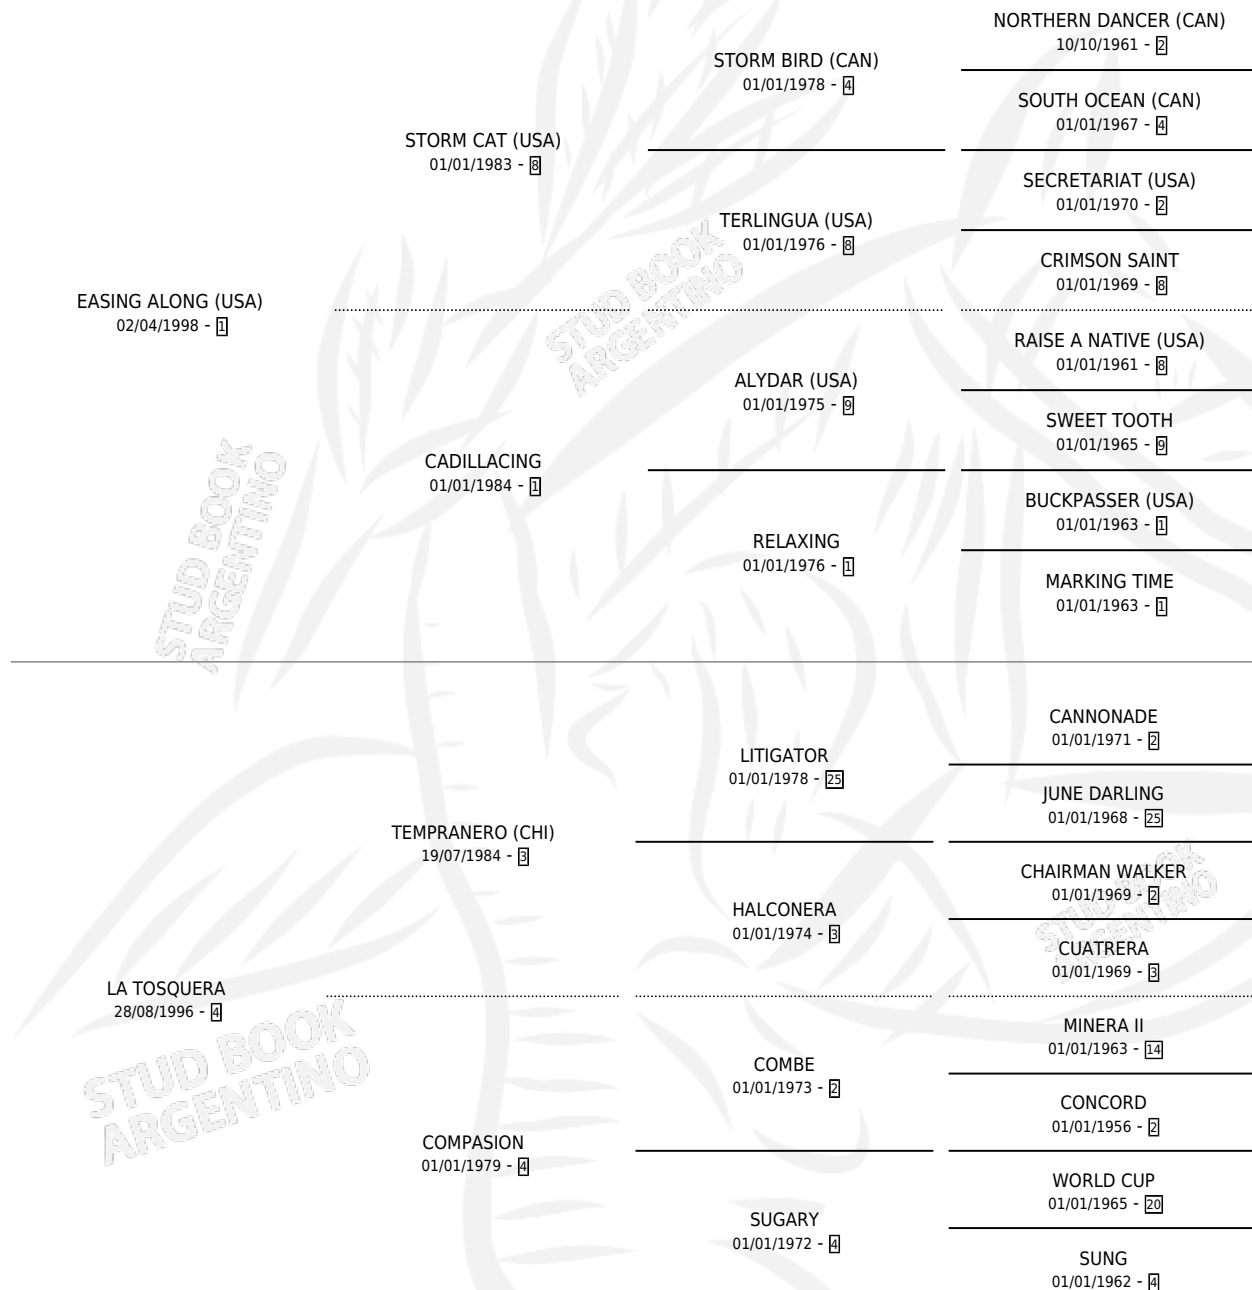 NORTHERN DANCER (CAN)
10/10/1961 - 2
STORM BIRD (CAN)
01/01/1978 - 4
SOUTH OCEAN (CAN)
01/01/1967 - 4
STORM CAT (USA)
01/01/1983 - 8
SECRETARIAT (USA)
01/01/1970 - 2
TERLINGUA (USA)
01/01/1976 - 8
CRIMSON SAINT
01/01/1969 - 8
EASING ALONG (USA)
02/04/1998 - 1
RAISE A NATIVE (USA)
01/01/1961 - 8
ALYDAR (USA)
01/01/1975 - 9
SWEET TOOTH
01/01/1965 - 9
CADILLACING
01/01/1984 - 1
BUCKPASSER (USA)
01/01/1963 - 1
RELAXING
01/01/1976 - 1
MARKING TIME
01/01/1963 - 1
CANNONADE
01/01/1971 - 2
LITIGATOR
01/01/1978 - 25
JUNE DARLING
01/01/1968 - 25
TEMPRANERO (CHI)
19/07/1984 - 3
CHAIRMAN WALKER
01/01/1969 - 2
HALCONERA
01/01/1974 - 3
CUATRERA
01/01/1969 - 3
LA TOSQUERA
28/08/1996 - 4
MINERA II
01/01/1963 - 14
COMBE
01/01/1973 - 2
CONCORD
01/01/1956 - 2
COMPASION
01/01/1979 - 4
WORLD CUP
01/01/1965 - 20
SUGARY
01/01/1972 - 4
SUNG
01/01/1962 - 4
STUD BOOK
ARGENTINO
STUD BOOK
ARGENTINO
STUD BOOK
ARGENTINO
STUD BOOK
ARGENTINO